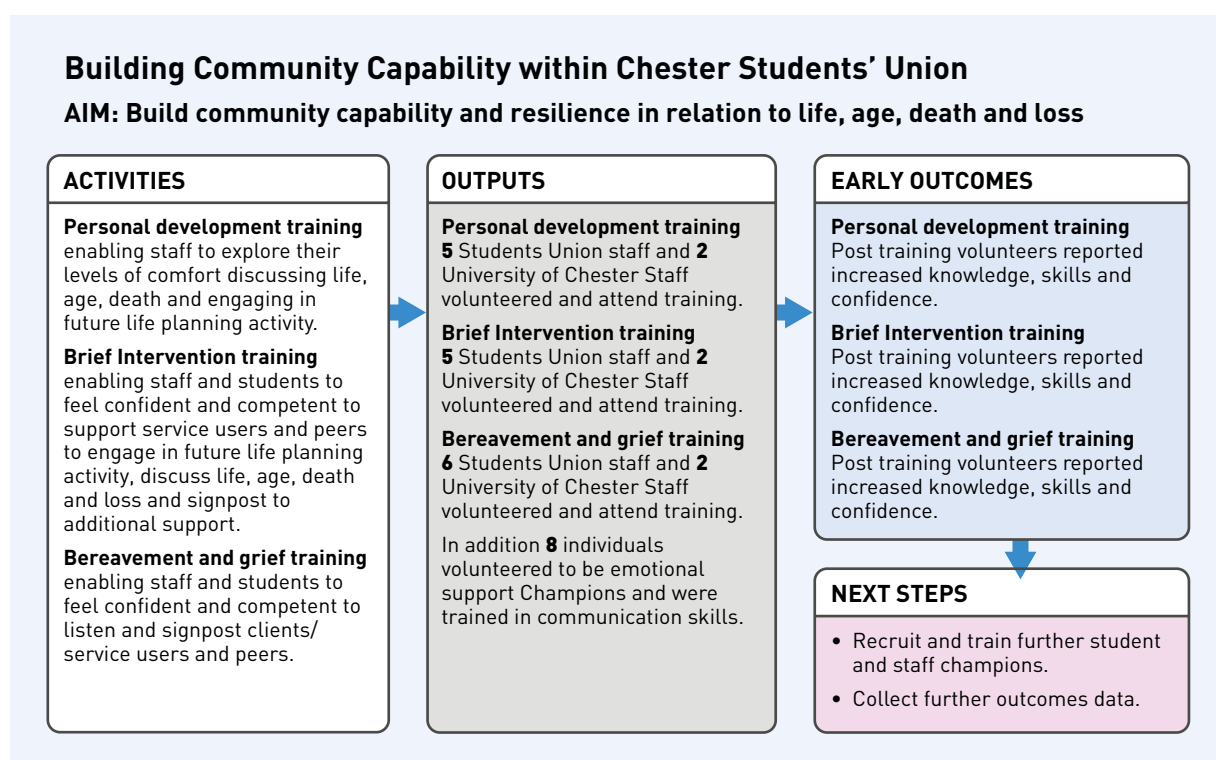 Building Community Capability within Chester Students’ Union
AIM: Build community capability and resilience in relation to life, age, death and loss
ACTIVITIES
Personal development training
enabling staff to explore their
levels of comfort discussing life,
age, death and engaging in
future life planning activity.
Brief Intervention training
enabling staff and students to
feel confident and competent to
support service users and peers
to engage in future life planning
activity, discuss life, age, death
and loss and signpost to
additional support.
Bereavement and grief training
enabling staff and students to
feel confident and competent to
listen and signpost clients/
service users and peers.
OUTPUTS
Personal development training
5 Students Union staff and 2
University of Chester Staff
volunteered and attend training.
Brief Intervention training
5 Students Union staff and 2
University of Chester Staff
volunteered and attend training.
Bereavement and grief training
6 Students Union staff and 2
University of Chester Staff
volunteered and attend training.
In addition 8 individuals
volunteered to be emotional
support Champions and were
trained in communication skills.
EARLY OUTCOMES
Personal development training
Post training volunteers reported
increased knowledge, skills and
confidence.
Brief Intervention training
Post training volunteers reported
increased knowledge, skills and
confidence.
Bereavement and grief training
Post training volunteers reported
increased knowledge, skills and
confidence.
NEXT STEPS
• Recruit and train further student
and staff champions.
• Collect further outcomes data.